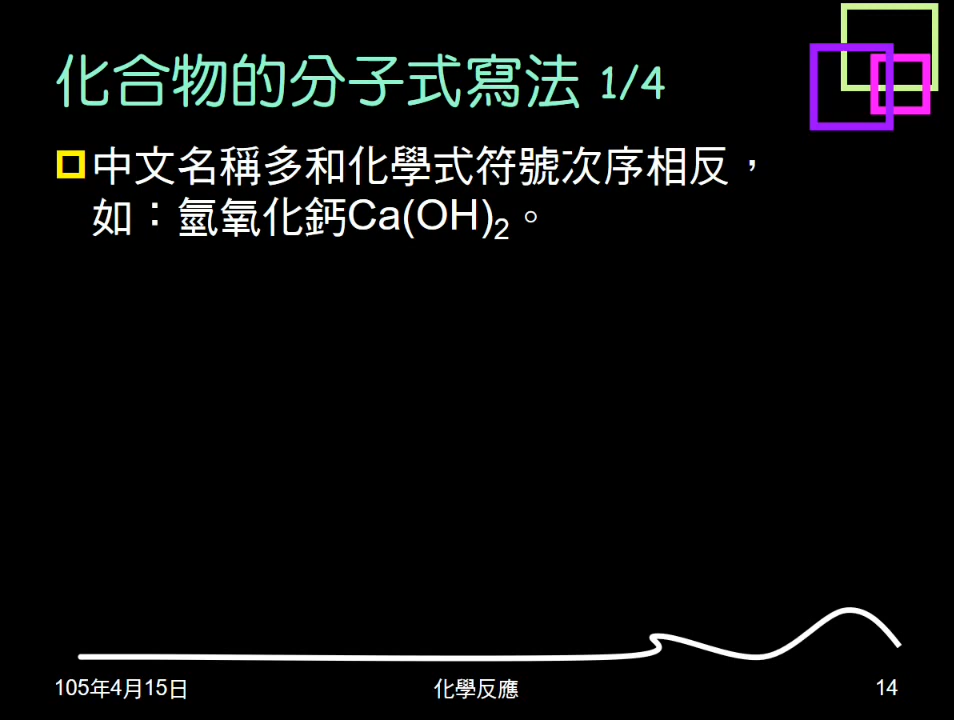 化合物的分子式寫法 1/4
中文名稱多和化學式符號次序相反，
如：氫氧化鈣Ca(OH)₂。
105年4月15日
化學反應
14